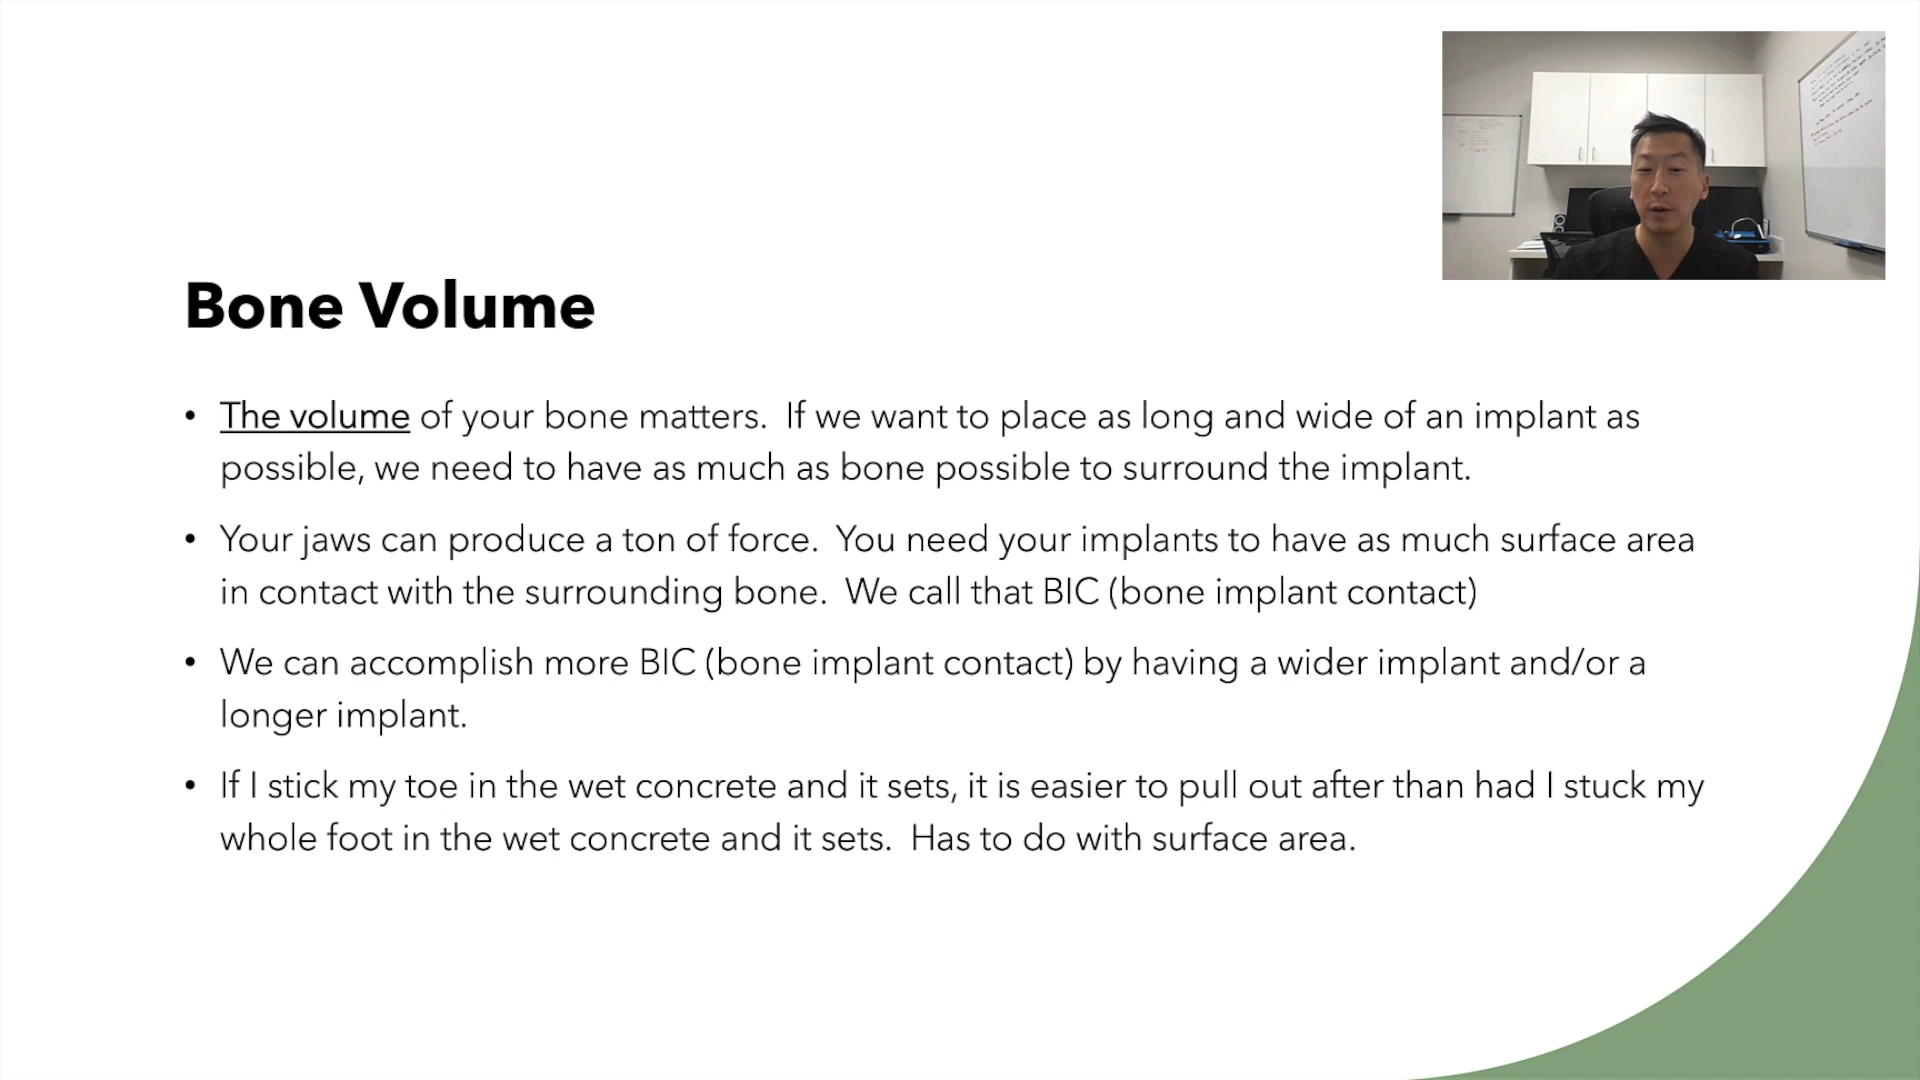 Bone Volume
• The volume of your bone matters.  If we want to place as long and wide of an implant as
possible, we need to have as much as bone possible to surround the implant.
• Your jaws can produce a ton of force.  You need your implants to have as much surface area
in contact with the surrounding bone.  We call that BIC (bone implant contact)
• We can accomplish more BIC (bone implant contact) by having a wider implant and/or a
longer implant.
• If I stick my toe in the wet concrete and it sets, it is easier to pull out after than had I stuck my
whole foot in the wet concrete and it sets.  Has to do with surface area.